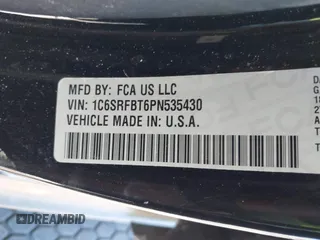 MFD BY: FCA US LLC
VIN: 1C6SRFBT6PN535430
VEHICLE MADE IN: U.S.A.
DREAMBID